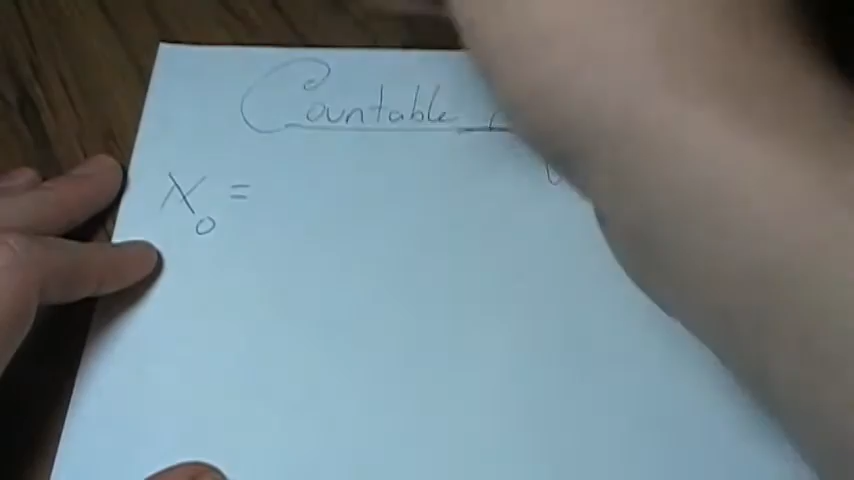 Countable
ℵ₀ =